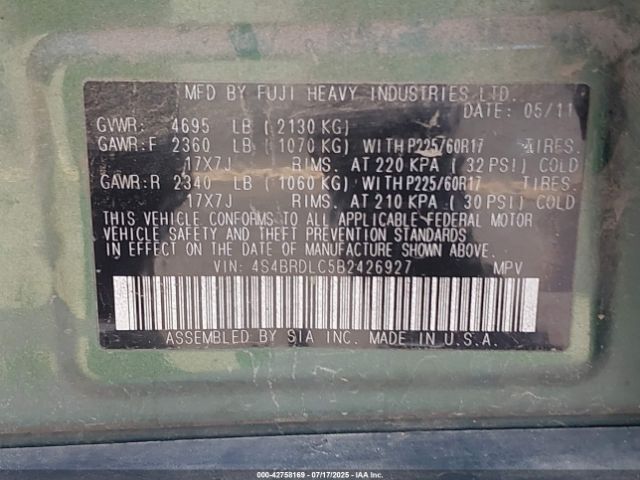 MFD BY FUJI HEAVY INDUSTRIES LTD.
DATE: 05/11
GVWR: 4695 LB (2130 KG)
GAWR:F 2360 LB (1070 KG) WITH P225/60R17 TIRES.
17X7J RIMS. AT 220 KPA (32 PSI) COLD
GAWR:R 2340 LB (1060 KG) WITH P225/60R17 TIRES.
17X7J RIMS. AT 210 KPA (30 PSI) COLD
THIS VEHICLE CONFORMS TO ALL APPLICABLE FEDERAL MOTOR
VEHICLE SAFETY AND THEFT PREVENTION STANDARDS
IN EFFECT ON THE DATE OF MANUFACTURE SHOWN ABOVE.
VIN: 4S4BRDLC5B2426927 MPV
ASSEMBLED BY SIA INC. MADE IN U.S.A.
000-42758169 - 07/17/2025 - IAAI.COM